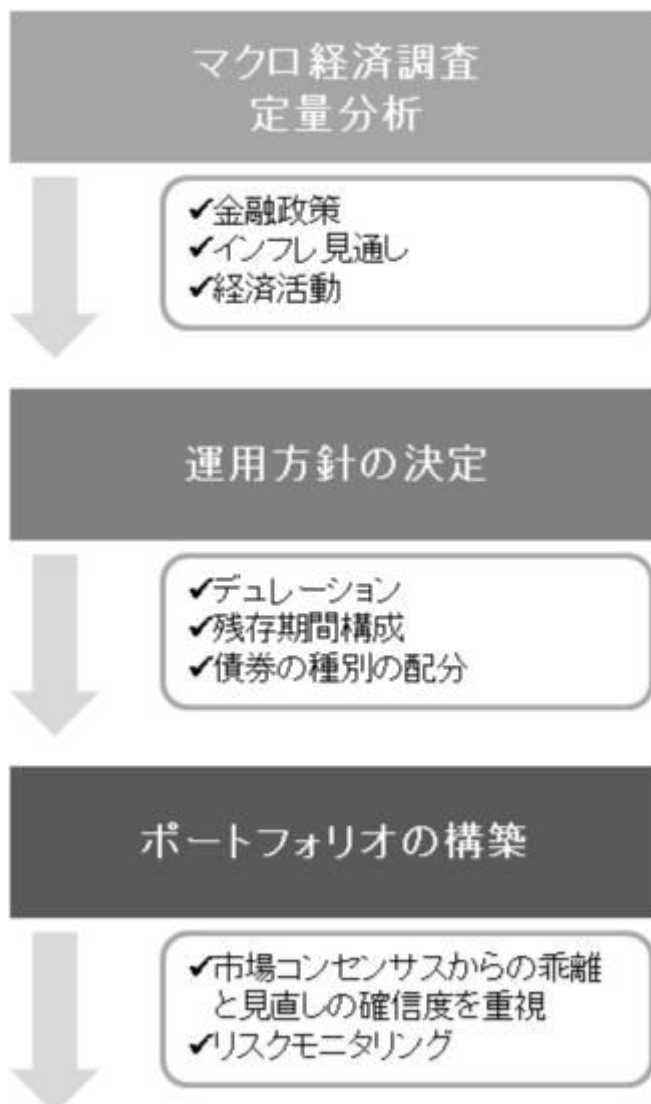 マクロ経済調査
定量分析
✔金融政策
✔インフレ見通し
✔経済活動
運用方針の決定
✔デュレーション
✔残存期間構成
✔債券の種別の配分
ポートフォリオの構築
✔市場コンセンサスからの乖離
と見直しの確信度を重視
✔リスクモニタリング